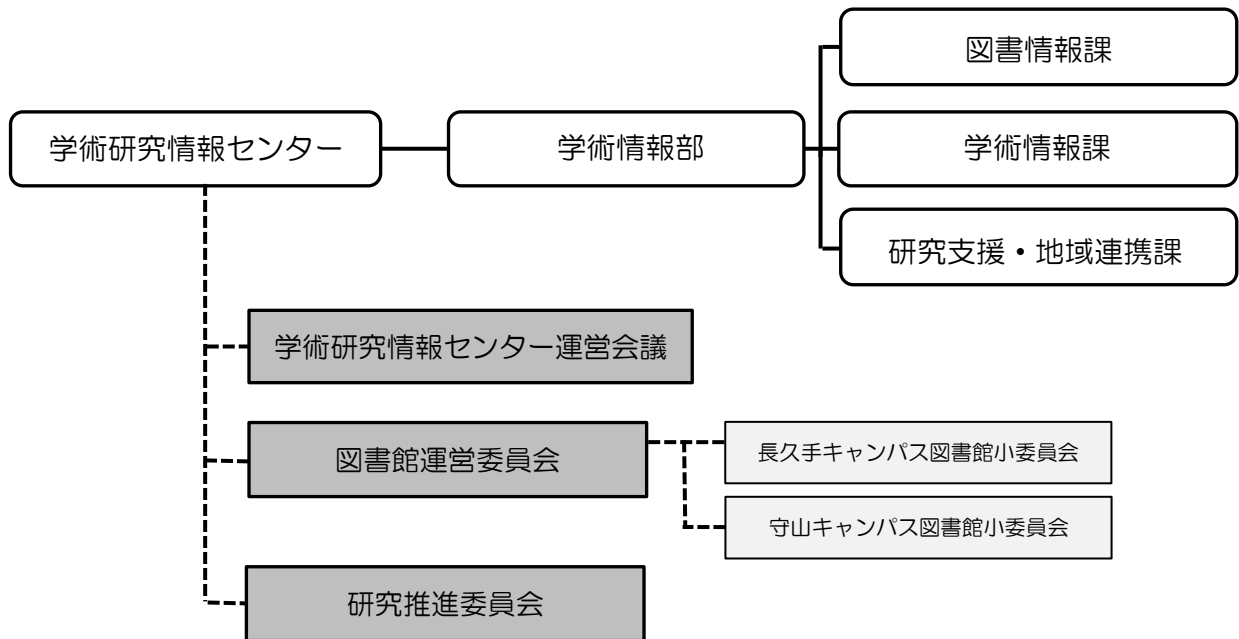 図書情報課
学術研究情報センター
学術情報部
学術情報課
研究支援・地域連携課
学術研究情報センター運営会議
図書館運営委員会
長久手キャンパス図書館小委員会
守山キャンパス図書館小委員会
研究推進委員会